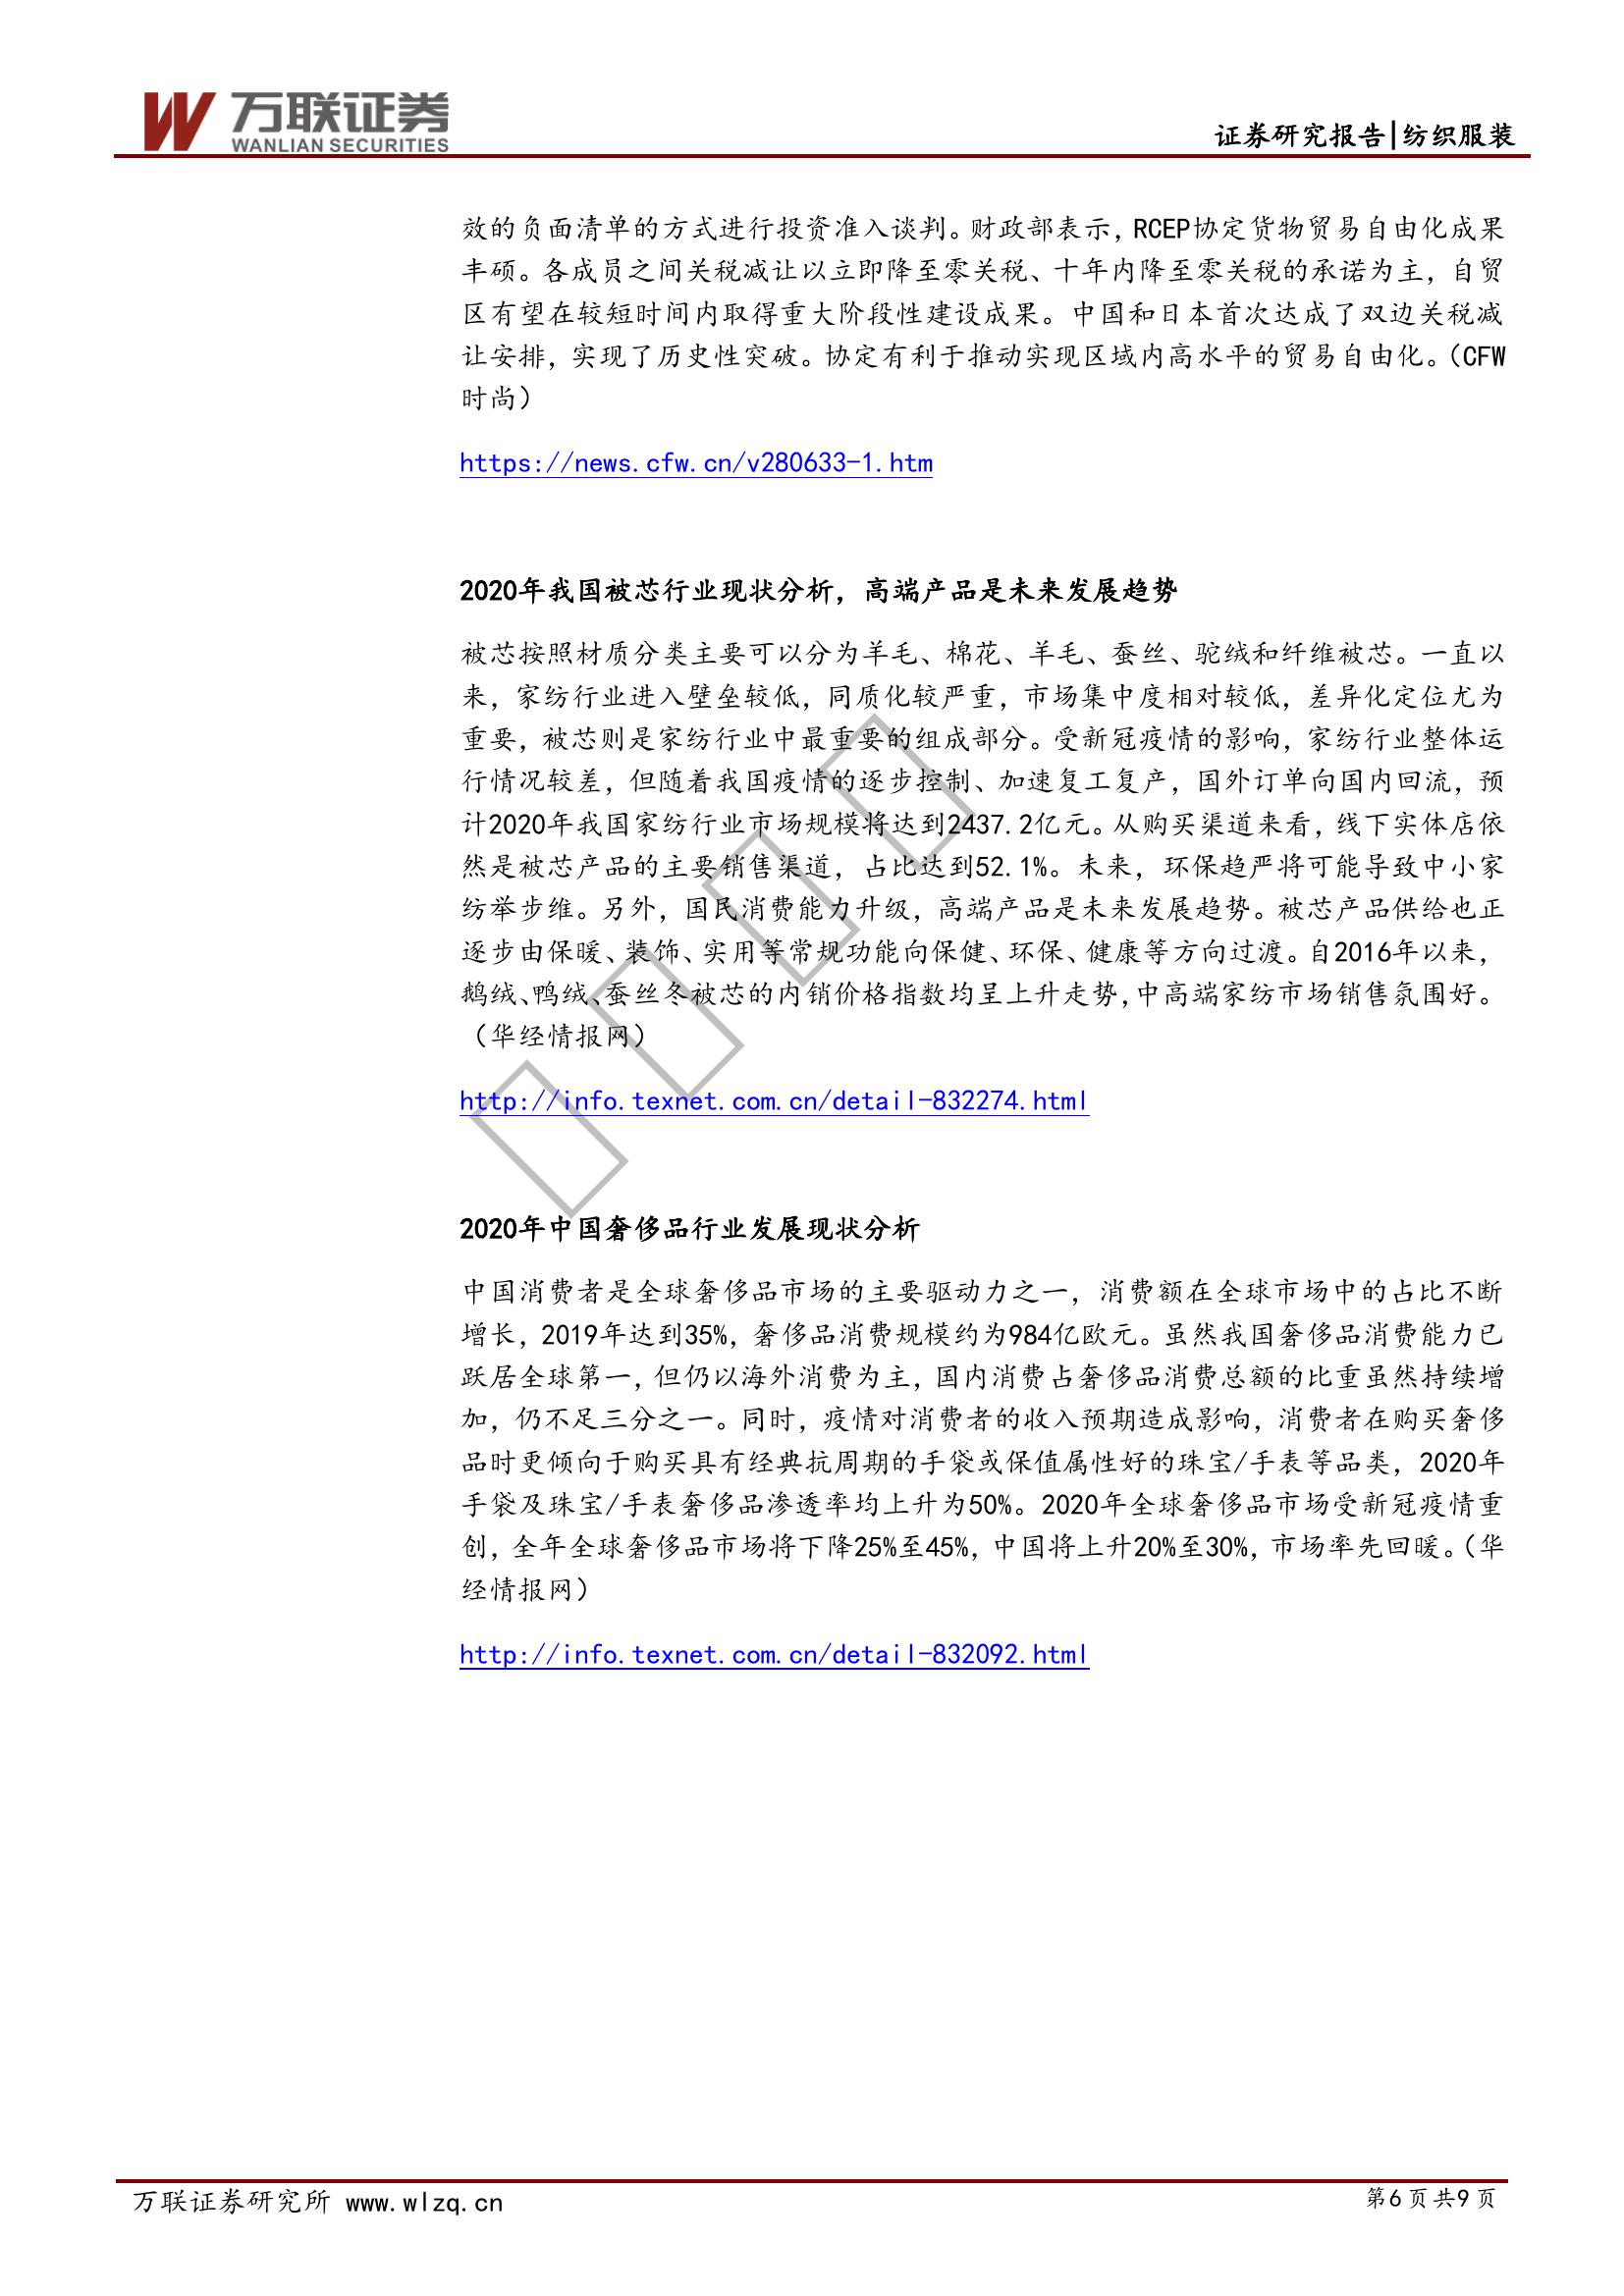 万联证券
WANLIAN SECURITIES
证券研究报告|纺织服装
效的负面清单的方式进行投资准入谈判。财政部表示，RCEP协定货物贸易自由化成果
丰硕。各成员之间关税减让以立即降至零关税、十年内降至零关税的承诺为主，自贸
区有望在较短时间内取得重大阶段性建设成果。中国和日本首次达成了双边关税减
让安排，实现了历史性突破。协定有利于推动实现区域内高水平的贸易自由化。（CFW
时尚）
https://news.cfw.cn/v280633-1.htm
2020年我国被芯行业现状分析，高端产品是未来发展趋势
被芯按照材质分类主要可以分为羊毛、棉花、羊毛、蚕丝、驼绒和纤维被芯。一直以
来，家纺行业进入壁垒较低，同质化较严重，市场集中度相对较低，差异化定位尤为
重要，被芯则是家纺行业中最重要的组成部分。受新冠疫情的影响，家纺行业整体运
行情况较差，但随着我国疫情的逐步控制、加速复工复产，国外订单向国内回流，预
计2020年我国家纺行业市场规模将达到2437.2亿元。从购买渠道来看，线下实体店依
然是被芯产品的主要销售渠道，占比达到52.1%。未来，环保趋严将可能导致中小家
纺举步维。另外，国民消费能力升级，高端产品是未来发展趋势。被芯产品供给也正
逐步由保暖、装饰、实用等常规功能向保健、环保、健康等方向过渡。自2016年以来，
鹅绒、鸭绒、蚕丝冬被芯的内销价格指数均呈上升走势，中高端家纺市场销售氛围好。
（华经情报网）
http://info.texnet.com.cn/detail-832274.html
2020年中国奢侈品行业发展现状分析
中国消费者是全球奢侈品市场的主要驱动力之一，消费额在全球市场中的占比不断
增长，2019年达到35%，奢侈品消费规模约为984亿欧元。虽然我国奢侈品消费能力已
跃居全球第一，但仍以海外消费为主，国内消费占奢侈品消费总额的比重虽然持续增
加，仍不足三分之一。同时，疫情对消费者的收入预期造成影响，消费者在购买奢侈
品时更倾向于购买具有经典抗周期的手袋或保值属性好的珠宝/手表等品类，2020年
手袋及珠宝/手表奢侈品渗透率均上升为50%。2020年全球奢侈品市场受新冠疫情重
创，全年全球奢侈品市场将下降25%至45%，中国将上升20%至30%，市场率先回暖。（华
经情报网）
http://info.texnet.com.cn/detail-832092.html
万联证券研究所 www.wlzq.cn
第6页共9页